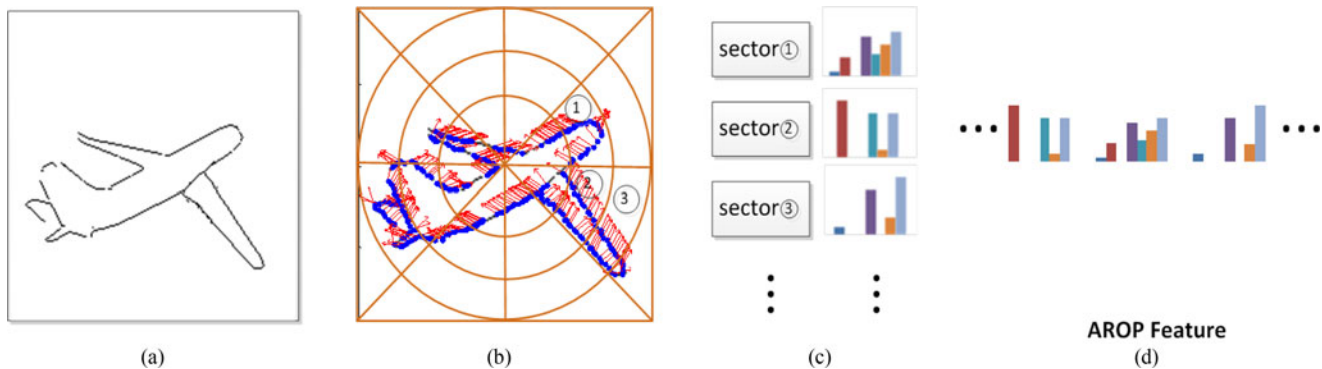 1
2
3
sector①
sector②
sector③
AROP Feature
(a)
(b)
(c)
(d)